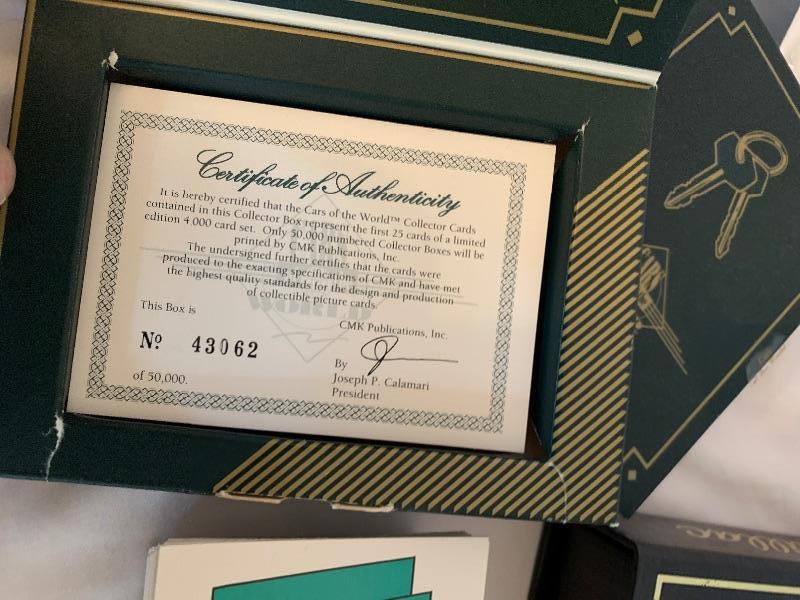 Certificate of Authenticity
It is hereby certified that the Cars of the World™ Collector Cards
contained in this Collector Box represent the first 25 cards of a limited
edition 4,000 card set. Only 50,000 numbered Collector Boxes will be
printed by CMK Publications, Inc.
The undersigned further certifies that the cards were
produced to the exacting specifications of CMK and have met
the highest quality standards for the design and production
of collectible picture cards.
This Box is
CMK Publications, Inc.
Nº 43062
By
Joseph P. Calamari
of 50,000.
President
WORLD